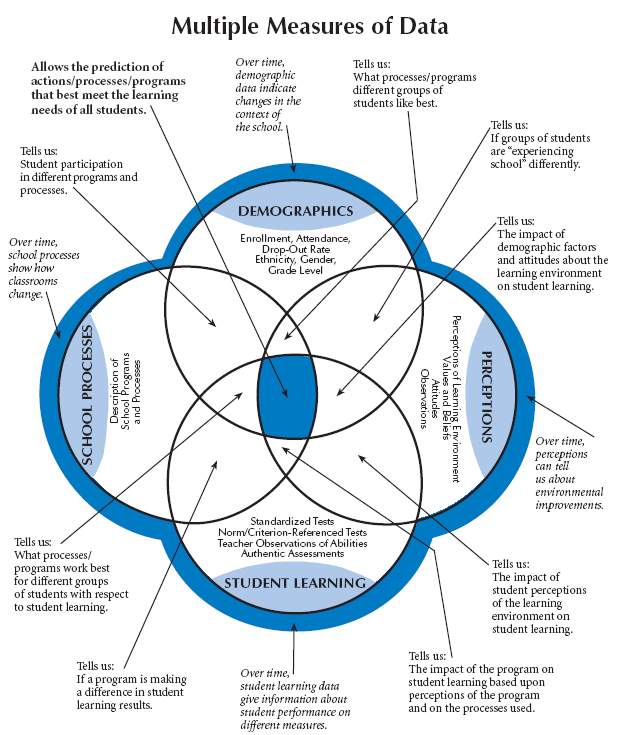 Multiple Measures of Data
Allows the prediction of
actions/processes/programs
that best meet the learning
needs of all students.
Over time,
demographic
data indicate
changes in the
context of
the school.
Tells us:
What processes/programs
different groups of
students like best.
Tells us:
If groups of students
are “experiencing
school” differently.
Tells us:
Student participation
in different programs and
processes.
Tells us:
The impact of
demographic factors
and attitudes about the
learning environment
on student learning.
Over time,
school processes
show how
classrooms
change.
DEMOGRAPHICS
Enrollment, Attendance,
Drop-Out Rate
Ethnicity, Gender,
Grade Level
SCHOOL PROCESSES
Description of
School Programs
and Processes
PERCEPTIONS
Perceptions of Learning Environment
Values and Beliefs
Attitudes
Observations
Over time,
perceptions
can tell
us about
environmental
improvements.
Standardized Tests
Norm/Criterion-Referenced Tests
Teacher Observations of Abilities
Authentic Assessments
STUDENT LEARNING
Tells us:
What processes/
programs work best
for different groups
of students with respect
to student learning.
Tells us:
The impact of
student perceptions
of the learning
environment on
student learning.
Tells us:
If a program is making
a difference in student
learning results.
Over time,
student learning data
give information about
student performance on
different measures.
Tells us:
The impact of the program on
student learning based upon
perceptions of the program
and on the processes used.